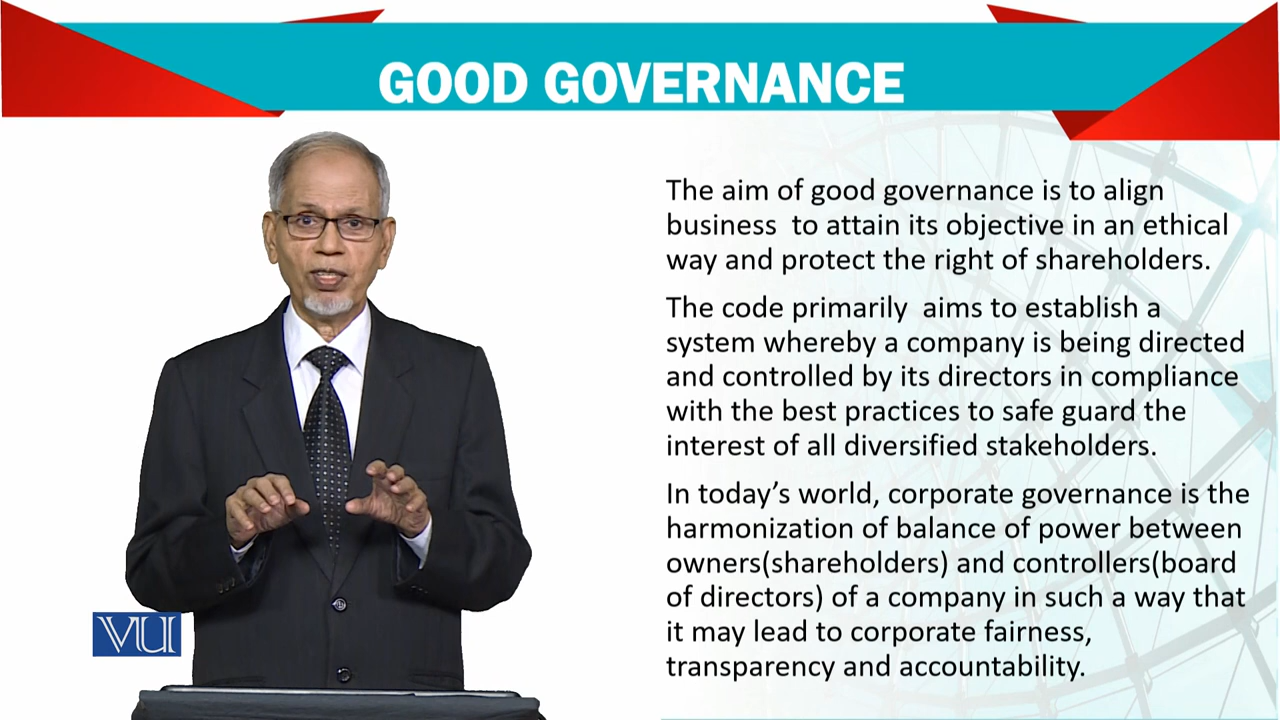 GOOD GOVERNANCE
The aim of good governance is to align
business  to attain its objective in an ethical
way and protect the right of shareholders.
The code primarily  aims to establish a
system whereby a company is being directed
and controlled by its directors in compliance
with the best practices to safe guard the
interest of all diversified stakeholders.
In today’s world, corporate governance is the
harmonization of balance of power between
owners(shareholders) and controllers(board
of directors) of a company in such a way that
it may lead to corporate fairness,
transparency and accountability.
VU